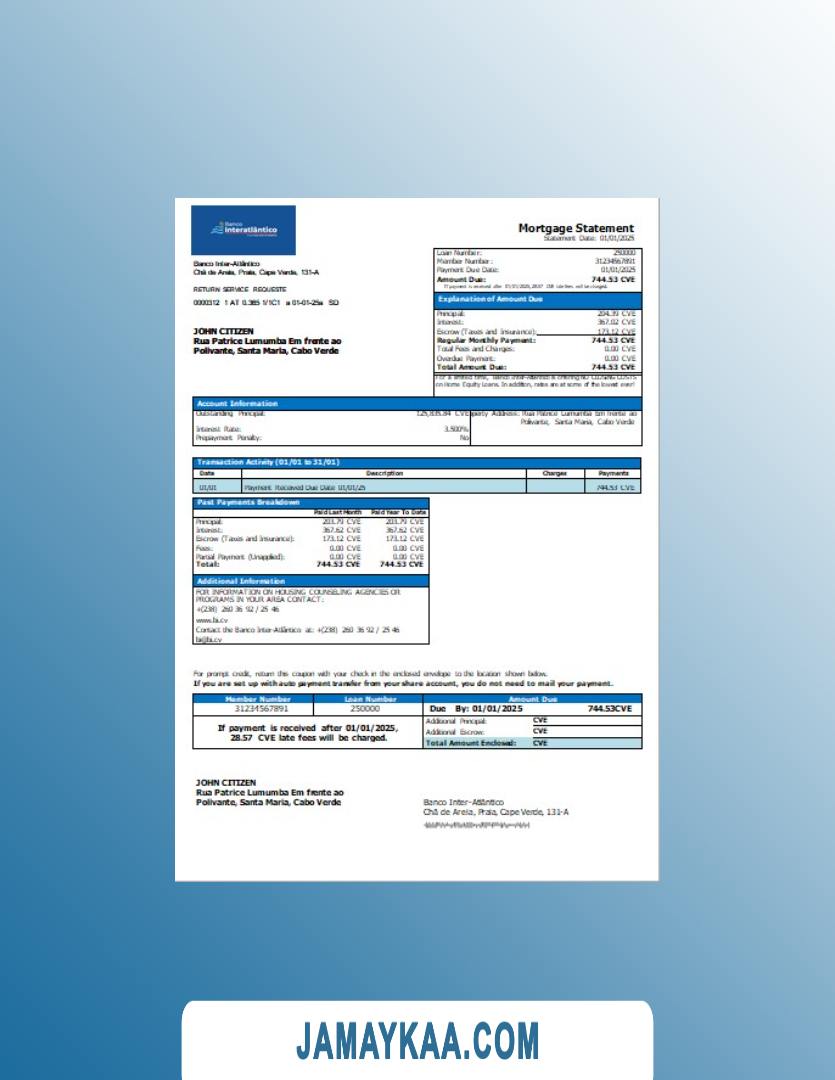 Banco
Interatlântico
Mortgage Statement
Statement Date: 01/01/2025
Banco Inter-Atlântico
Chã de Areia, Praia, Cape Verde, 131-A
RETURN SERVICE REQUESTE
0000312 1 AT 0.365 1/1C1 a 01-01-25a SD
JOHN CITIZEN
Rua Patrice Lumumba Em frente ao
Polivante, Santa Maria, Cabo Verde
Loan Number: 250000
Member Number: 31234567891
Payment Due Date: 01/01/2025
Amount Due: 744.53 CVE
If payment is received after 01/01/2025, 28.57 CVE late fees will be charged.
Explanation of Amount Due
Principal: 204.39 CVE
Interest: 367.02 CVE
Escrow (Taxes and Insurance): 173.12 CVE
Regular Monthly Payment: 744.53 CVE
Total Fees and Charges: 0.00 CVE
Overdue Payment: 0.00 CVE
Total Amount Due: 744.53 CVE
For a limited time, Banco Inter-Atlântico is offering NO CLOSING COSTS
on Home Equity Loans. In addition, rates are at some of the lowest ever!
Account Information
Outstanding Principal: 125,835.84 CVE perty Address: Rua Patrice Lumumba Em frente ao
Polivante, Santa Maria, Cabo Verde
Interest Rate: 3.500%
Prepayment Penalty: No
Transaction Activity (01/01 to 31/01)
Date Description Charges Payments
01/01 Payment Received Due Date 01/01/25 744.53 CVE
Past Payments Breakdown
Paid Last Month Paid Year To Date
Principal: 203.79 CVE 203.79 CVE
Interest: 367.62 CVE 367.62 CVE
Escrow (Taxes and Insurance): 173.12 CVE 173.12 CVE
Fees: 0.00 CVE 0.00 CVE
Partial Payment (Unapplied): 0.00 CVE 0.00 CVE
Total: 744.53 CVE 744.53 CVE
Additional Information
FOR INFORMATION ON HOUSING COUNSELING AGENCIES OR
PROGRAMS IN YOUR AREA CONTACT:
+(238) 260 36 92 / 25 46
www.bi.cv
Contact the Banco Inter-Atlântico at: +(238) 260 36 92 / 25 46
bi@bi.cv
For prompt credit, return this coupon with your check in the enclosed envelope to the location shown below.
If you are set up with auto payment transfer from your share account, you do not need to mail your payment.
Member Number Loan Number Amount Due
31234567891 250000 Due By: 01/01/2025 744.53CVE
If payment is received after 01/01/2025,
28.57 CVE late fees will be charged.
Additional Principal: CVE
Additional Escrow: CVE
Total Amount Enclosed: CVE
JOHN CITIZEN
Rua Patrice Lumumba Em frente ao
Polivante, Santa Maria, Cabo Verde
Banco Inter-Atlântico
Chã de Areia, Praia, Cape Verde, 131-A
JAMAYKAA.COM